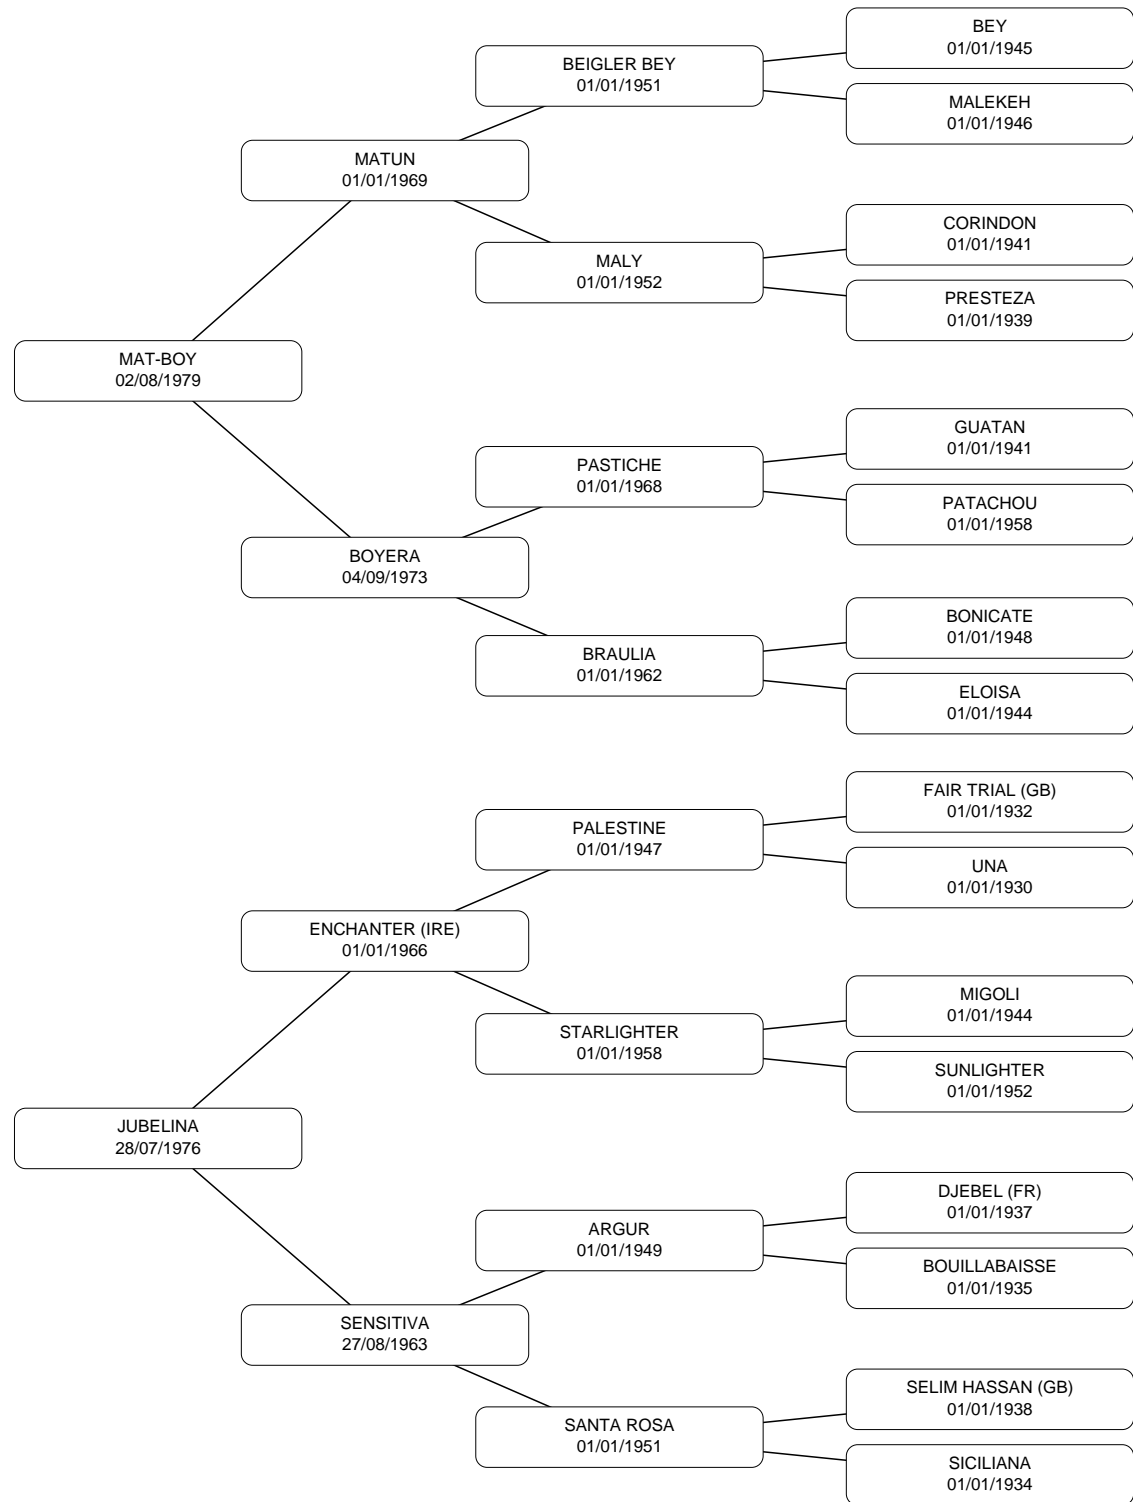 BEY
01/01/1945
BEIGLER BEY
01/01/1951
MALEKEH
01/01/1946
MATUN
01/01/1969
CORINDON
01/01/1941
MALY
01/01/1952
PRESTEZA
01/01/1939
MAT-BOY
02/08/1979
GUATAN
01/01/1941
PASTICHE
01/01/1968
PATACHOU
01/01/1958
BOYERA
04/09/1973
BONICATE
01/01/1948
BRAULIA
01/01/1962
ELOISA
01/01/1944
FAIR TRIAL (GB)
01/01/1932
PALESTINE
01/01/1947
UNA
01/01/1930
ENCHANTER (IRE)
01/01/1966
MIGOLI
01/01/1944
STARLIGHTER
01/01/1958
SUNLIGHTER
01/01/1952
JUBELINA
28/07/1976
DJEBEL (FR)
01/01/1937
ARGUR
01/01/1949
BOUILLABAISSE
01/01/1935
SENSITIVA
27/08/1963
SELIM HASSAN (GB)
01/01/1938
SANTA ROSA
01/01/1951
SICILIANA
01/01/1934